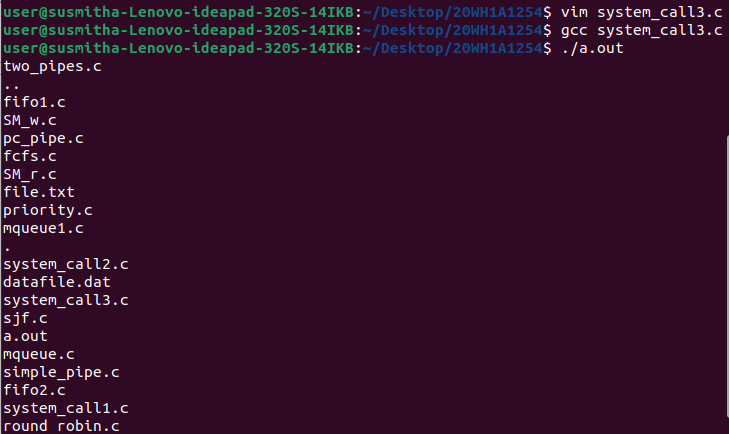 user@susmitha-Lenovo-ideapad-320S-14IKB:~/Desktop/20WH1A1254$ vim system_call3.c
user@susmitha-Lenovo-ideapad-320S-14IKB:~/Desktop/20WH1A1254$ gcc system_call3.c
user@susmitha-Lenovo-ideapad-320S-14IKB:~/Desktop/20WH1A1254$ ./a.out
two_pipes.c
..
fifo1.c
SM_w.c
pc_pipe.c
fcfs.c
SM_r.c
file.txt
priority.c
mqueue1.c
.
system_call2.c
datafile.dat
system_call3.c
sjf.c
a.out
mqueue.c
simple_pipe.c
fifo2.c
system_call1.c
round_robin.c